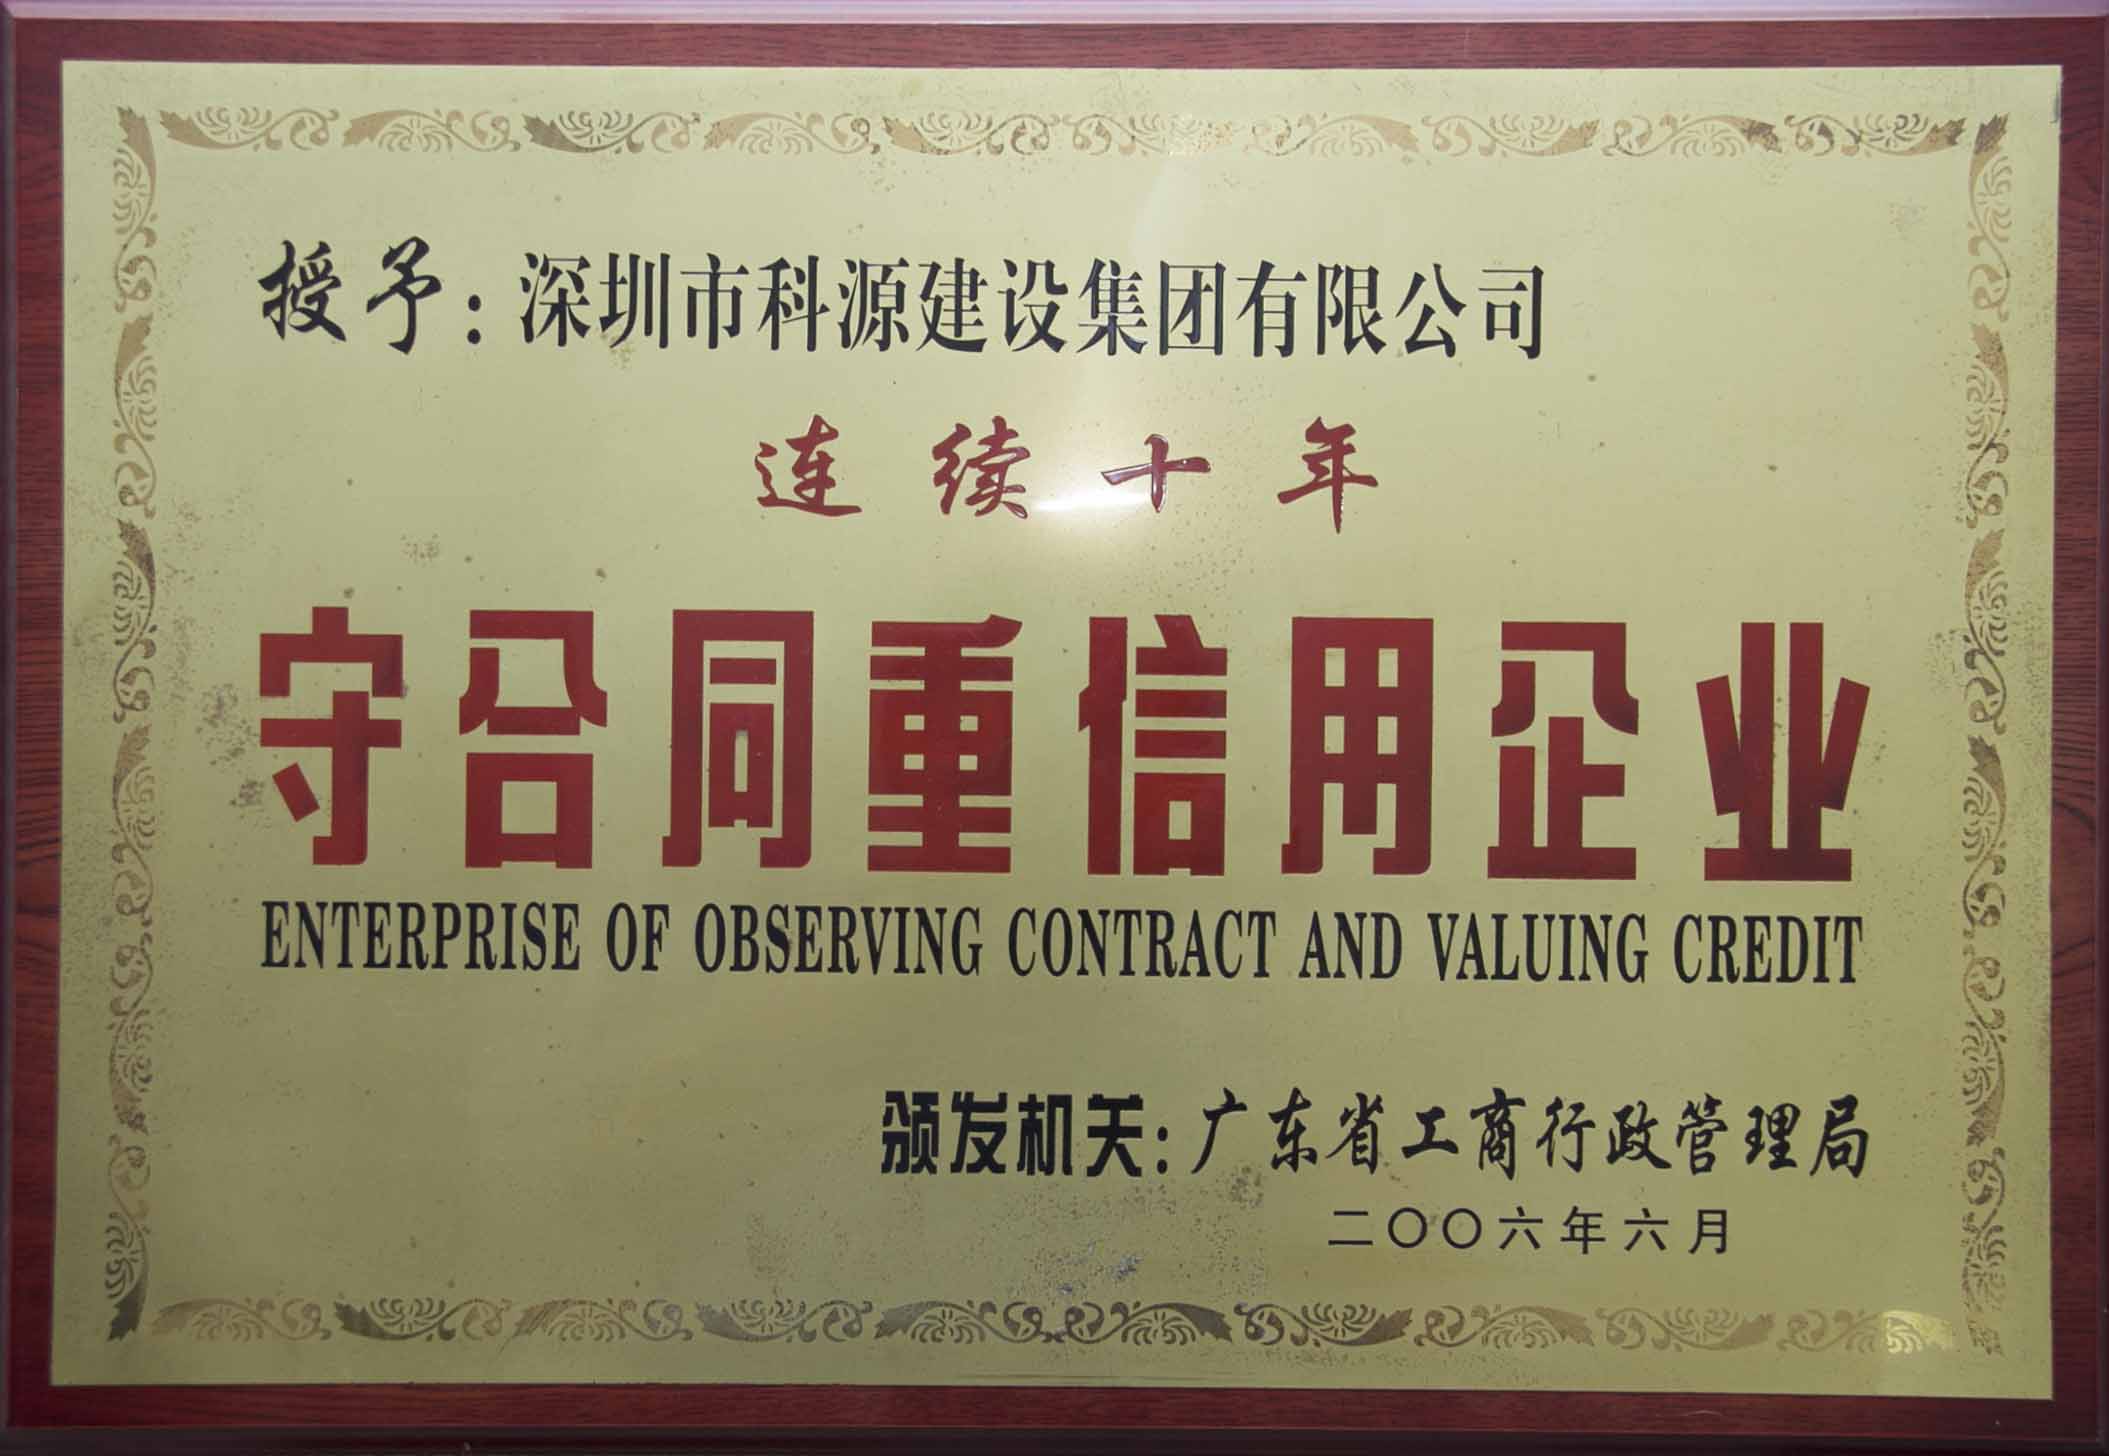 授予:深圳市科源建设集团有限公司
连续十年
守合同重信用企业
ENTERPRISE OF OBSERVING CONTRACT AND VALUING CREDIT
颁发机关:广东省工商行政管理局
二〇〇六年六月